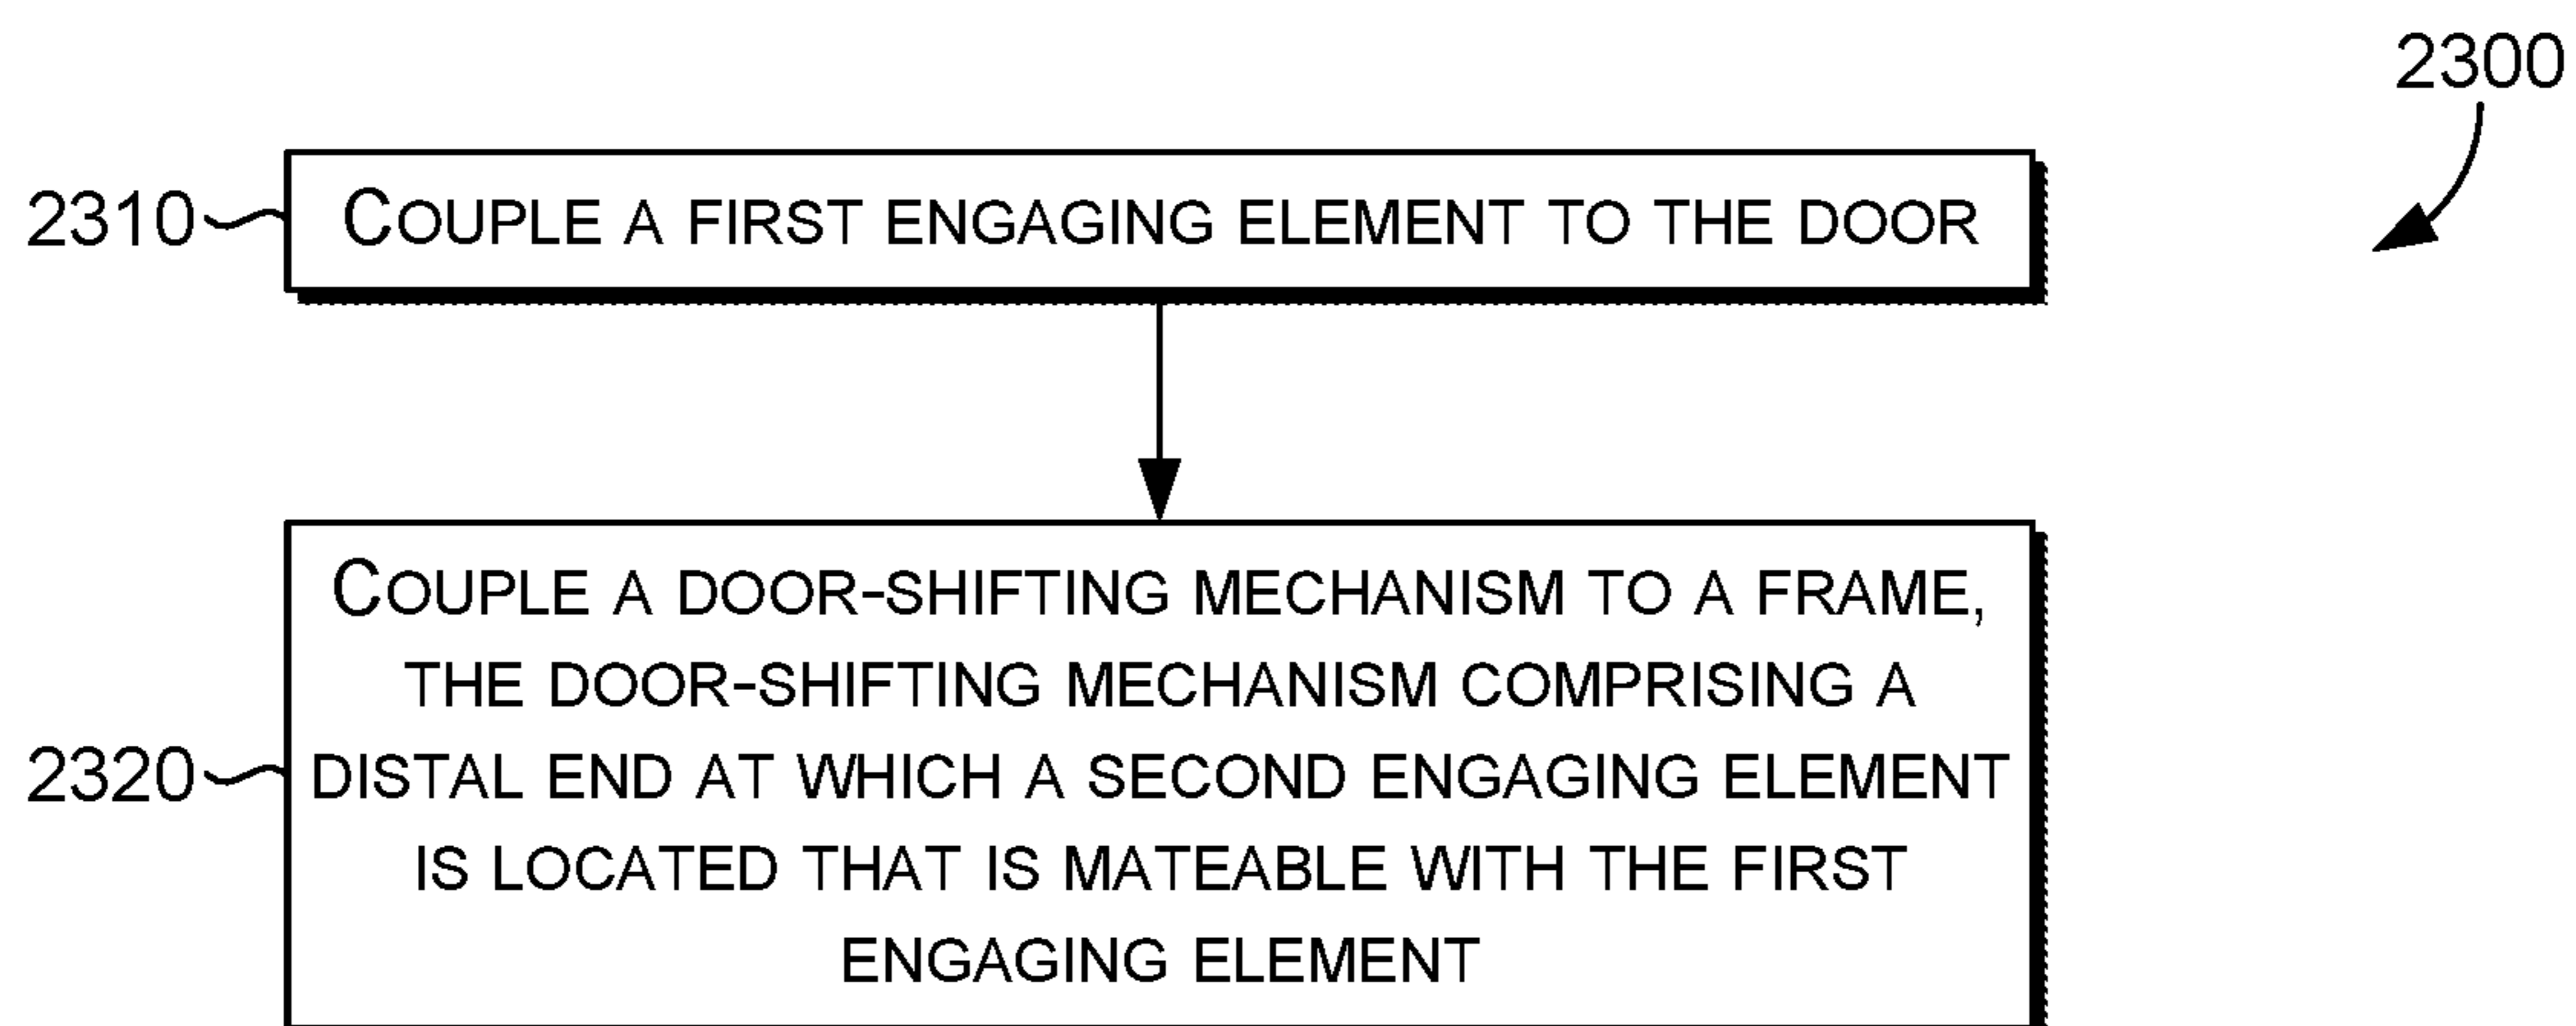 2300
2310 COUPLE A FIRST ENGAGING ELEMENT TO THE DOOR
COUPLE A DOOR-SHIFTING MECHANISM TO A FRAME,
THE DOOR-SHIFTING MECHANISM COMPRISING A
2320 DISTAL END AT WHICH A SECOND ENGAGING ELEMENT
IS LOCATED THAT IS MATEABLE WITH THE FIRST
ENGAGING ELEMENT